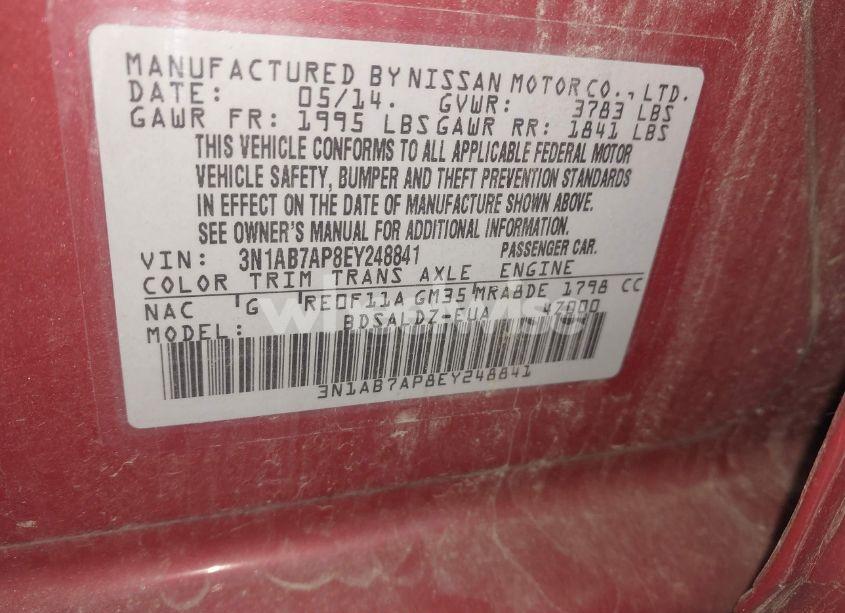 MANUFACTURED BY NISSAN MOTOR CO., LTD.
DATE: 05/14. GVWR: 3783 LBS
GAWR FR: 1995 LBS GAWR RR: 1841 LBS
THIS VEHICLE CONFORMS TO ALL APPLICABLE FEDERAL MOTOR
VEHICLE SAFETY, BUMPER AND THEFT PREVENTION STANDARDS
IN EFFECT ON THE DATE OF MANUFACTURE SHOWN ABOVE.
SEE OWNER'S MANUAL FOR ADDITIONAL INFORMATION.
VIN: 3N1AB7AP8EY248841 PASSENGER CAR.
COLOR TRIM TRANS AXLE ENGINE
NAC G RE0F11A GM35 MRA8DE 1798 CC
MODEL: BDSALDZ-EUA 4Z000
3N1AB7AP8EY248841